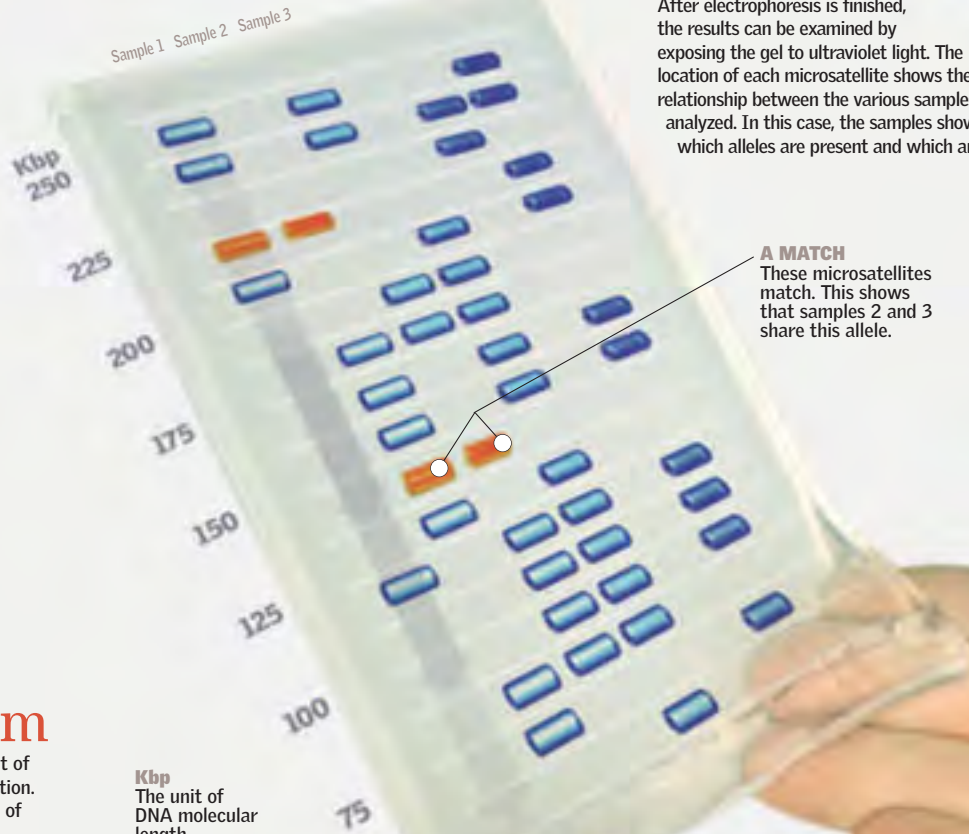 Sample 1 Sample 2 Sample 3
After electrophoresis is finished,
the results can be examined by
exposing the gel to ultraviolet light. The
location of each microsatellite shows the
relationship between the various
analyzed. In this case, the samples
which alleles are present and which
Kbp
250
225
200
175
150
125
100
75
A MATCH
These microsatellites
match. This shows
that samples 2 and 3
share this allele.
m
t of
tion.
of
Kbp
The unit of
DNA molecular
length